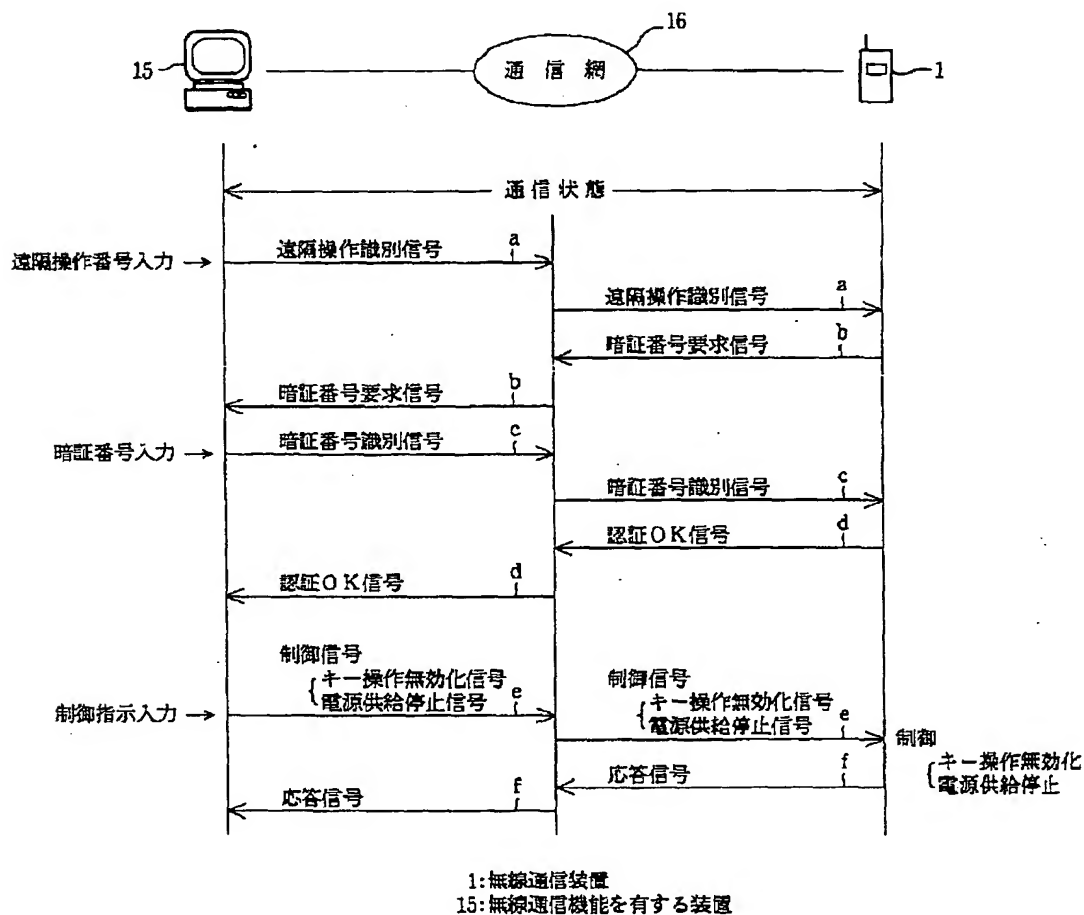 16
15
通信網
1
通信状態
遠隔操作番号入力 →
遠隔操作識別信号
a
遠隔操作識別信号
a
暗証番号要求信号
b
暗証番号要求信号
b
暗証番号入力 →
暗証番号識別信号
c
暗証番号識別信号
c
認証OK信号
d
認証OK信号
d
制御信号
キー操作無効化信号
電源供給停止信号
e
制御指示入力 →
制御信号
キー操作無効化信号
電源供給停止信号
e
制御
キー操作無効化
電源供給停止
応答信号
f
応答信号
f
1:無線通信装置
15:無線通信機能を有する装置